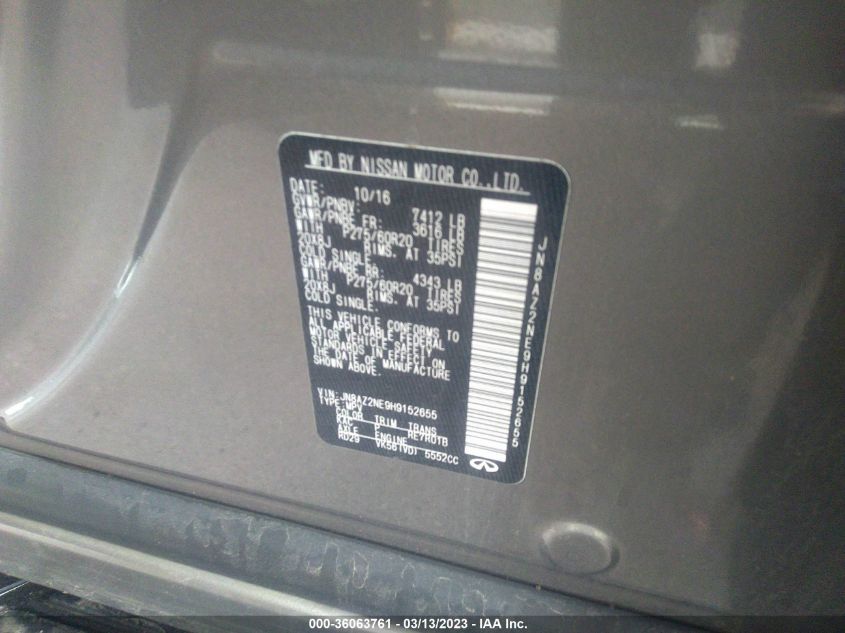 MFD BY NISSAN MOTOR CO.,LTD.
DATE: 10/16
GVWR/PNBV: 7412 LB
GAWR/PNBE FR: 3616 LB
WITH P275/60R20 TIRES
20X8J RIMS. AT 35PSI
COLD SINGLE.
GAWR/PNBE RR: 4343 LB
WITH P275/60R20 TIRES
20X8J RIMS. AT 35PSI
COLD SINGLE.
THIS VEHICLE CONFORMS TO
ALL APPLICABLE FEDERAL
MOTOR VEHICLE SAFETY
STANDARDS IN EFFECT ON
THE DATE OF MANUFACTURE
SHOWN ABOVE.
VIN: JN8AZ2NE9H9152655
TYPE: MPV
COLOR TRIM TRANS
KAC P RE7R01B
AXLE ENGINE
RD29 VK56(VD) 5552CC
JN8AZ2NE9H9152655
000-36063761 - 03/13/2023 - IAA Inc.